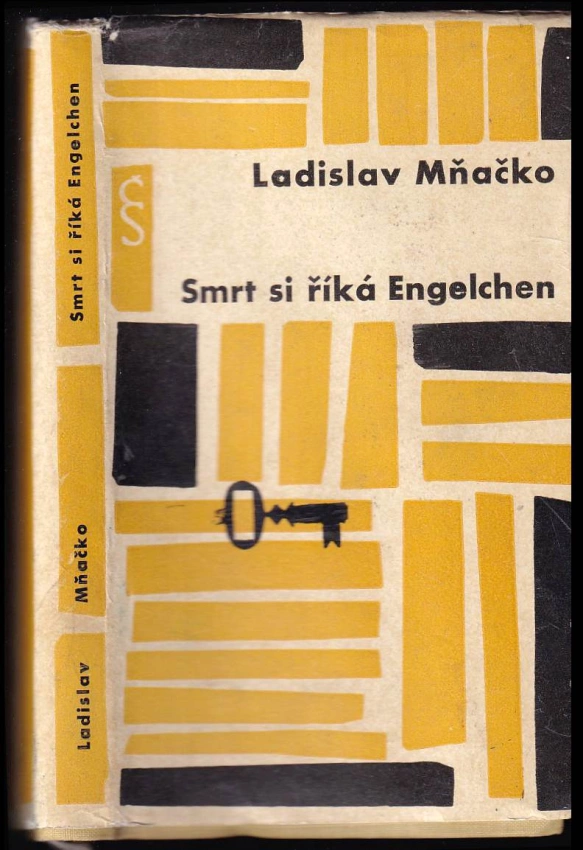 Ladislav Mňačko
Smrt si říká Engelchen
Smrt si říká Engelchen
Mňačko
Ladislav